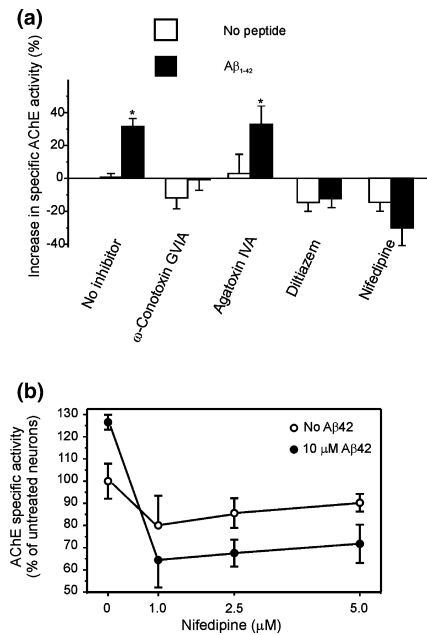 (a)
No peptide
Aβ₁₋₄₂
Increase in specific AChE activity (%)
40
20
0
-20
-40
*
*
No inhibitor
ω-Conotoxin GVIA
Agatoxin IVA
Diltiazem
Nifedipine
(b)
AChE specific activity
(% of untreated neurons)
130
120
110
100
90
80
70
60
50
No Aβ42
10 μM Aβ42
0
1.0
2.5
5.0
Nifedipine (μM)